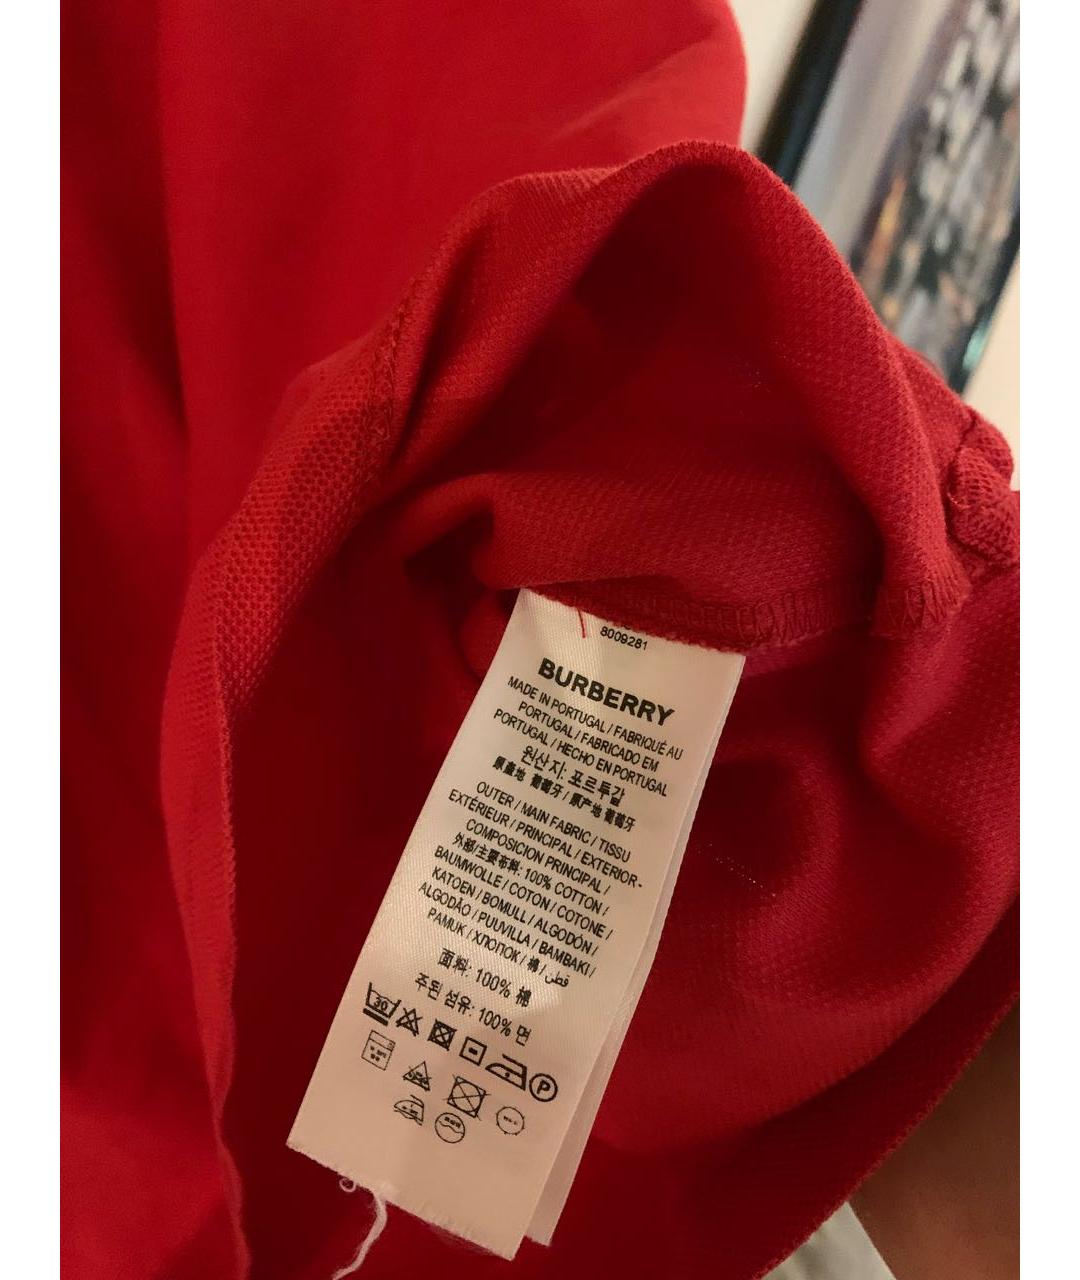 8009281
BURBERRY
MADE IN PORTUGAL / FABRIQUÉ AU
PORTUGAL / FABRICADO EM
PORTUGAL / HECHO EN PORTUGAL
원산지: 포르투갈
原產地 葡萄牙 / 原产地 葡萄牙
OUTER / MAIN FABRIC / TISSU
EXTÉRIEUR / PRINCIPAL / EXTERIOR -
COMPOSICION PRINCIPAL /
外部/主要布料: 100% COTTON /
BAUMWOLLE / COTON / COTONE /
KATOEN / BOMULL / ALGODÓN /
ALGODÃO / PUUVILLA / BAMBAKI /
PAMUK / ХЛОПОК / 棉 / قطن
面料: 100% 棉
주된 섬유: 100% 면
30
P